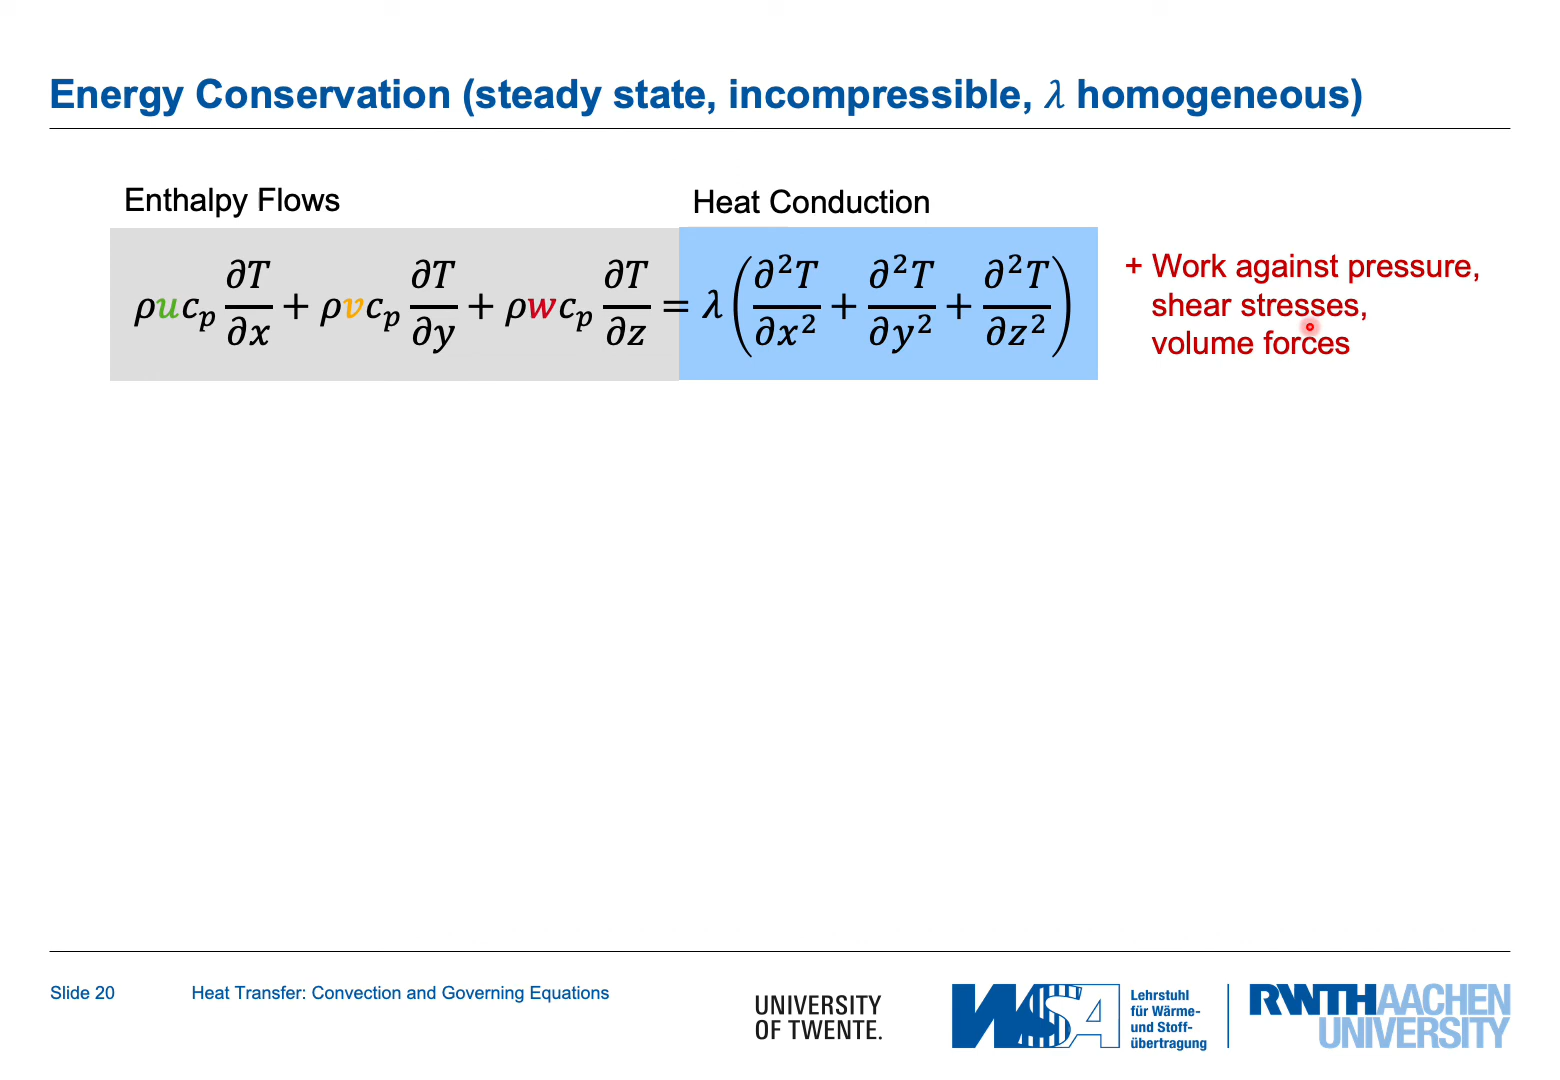 Energy Conservation (steady state, incompressible, λ homogeneous)
Enthalpy Flows
Heat Conduction
ρuc_p ∂T/∂x + ρvc_p ∂T/∂y + ρwc_p ∂T/∂z = λ(∂²T/∂x² + ∂²T/∂y² + ∂²T/∂z²)
+ Work against pressure,
shear stresses,
volume forces
Slide 20
Heat Transfer: Convection and Governing Equations
UNIVERSITY
OF TWENTE.
WSA
Lehrstuhl
für Wärme-
und Stoff-
übertragung
RWTHAACHEN
UNIVERSITY